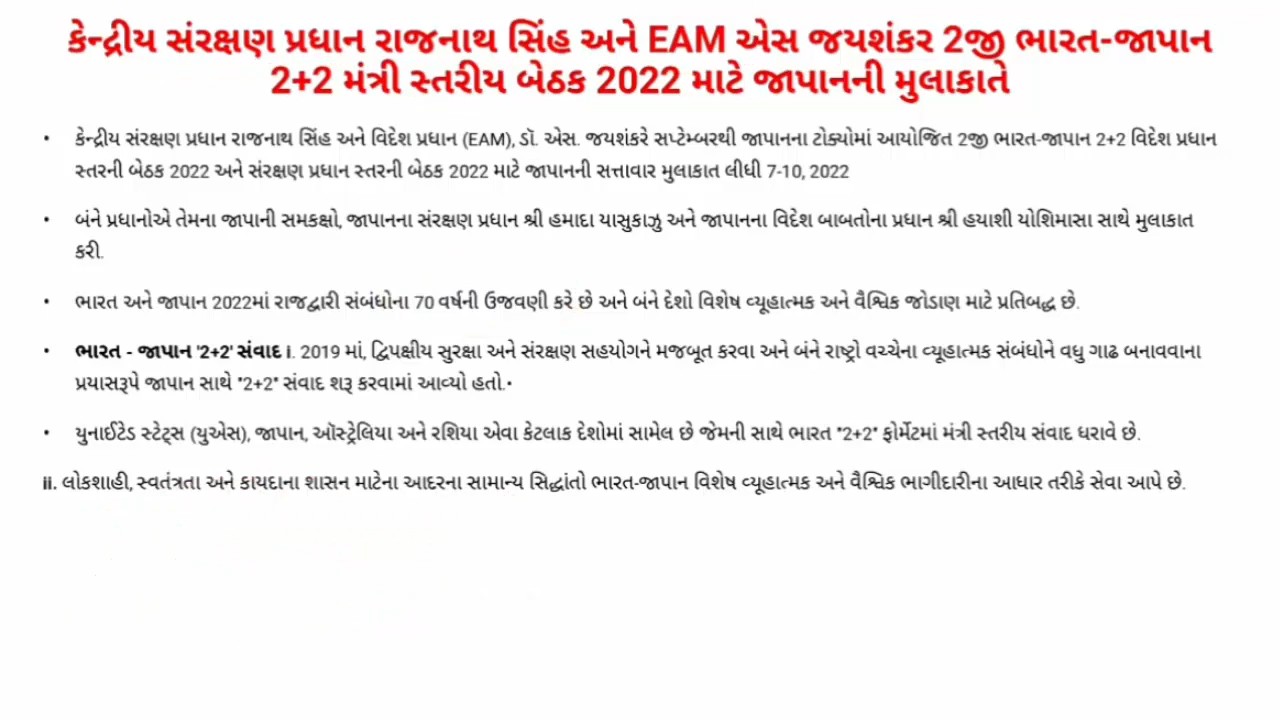 કેન્દ્રીય સંરક્ષણ પ્રધાન રાજનાથ સિંહ અને EAM એસ જયશંકર 2જી ભારત-જાપાન
2+2 મંત્રી સ્તરીય બેઠક 2022 માટે જાપાનની મુલાકાતે
• કેન્દ્રીય સંરક્ષણ પ્રધાન રાજનાથ સિંહ અને વિદેશ પ્રધાન (EAM), ડૉ. એસ. જયશંકરે સપ્ટેમ્બરથી જાપાનના ટોક્યોમાં આયોજિત 2જી ભારત-જાપાન 2+2 વિદેશ પ્રધાન
સ્તરની બેઠક 2022 અને સંરક્ષણ પ્રધાન સ્તરની બેઠક 2022 માટે જાપાનની સત્તાવાર મુલાકાત લીધી 7-10, 2022
• બંને પ્રધાનોએ તેમના જાપાની સમકક્ષો, જાપાનના સંરક્ષણ પ્રધાન શ્રી હમાદા યાસુકાઝુ અને જાપાનના વિદેશ બાબતોના પ્રધાન શ્રી હયાશી યોશિમાસા સાથે મુલાકાત
કરી.
• ભારત અને જાપાન 2022માં રાજદ્વારી સંબંધોના 70 વર્ષની ઉજવણી કરે છે અને બંને દેશો વિશેષ વ્યૂહાત્મક અને વૈશ્વિક જોડાણ માટે પ્રતિબદ્ધ છે.
• ભારત - જાપાન '2+2' સંવાદ i. 2019 માં, દ્વિપક્ષીય સુરક્ષા અને સંરક્ષણ સહયોગને મજબૂત કરવા અને બંને રાષ્ટ્રો વચ્ચેના વ્યૂહાત્મક સંબંધોને વધુ ગાઢ બનાવવાના
પ્રયાસરૂપે જાપાન સાથે "2+2" સંવાદ શરૂ કરવામાં આવ્યો હતો.•
• યુનાઈટેડ સ્ટેટ્સ (યુએસ), જાપાન, ઑસ્ટ્રેલિયા અને રશિયા એવા કેટલાક દેશોમાં સામેલ છે જેમની સાથે ભારત "2+2" ફોર્મેટમાં મંત્રી સ્તરીય સંવાદ ધરાવે છે.
ii. લોકશાહી, સ્વતંત્રતા અને કાયદાના શાસન માટેના આદરના સામાન્ય સિદ્ધાંતો ભારત-જાપાન વિશેષ વ્યૂહાત્મક અને વૈશ્વિક ભાગીદારીના આધાર તરીકે સેવા આપે છે.